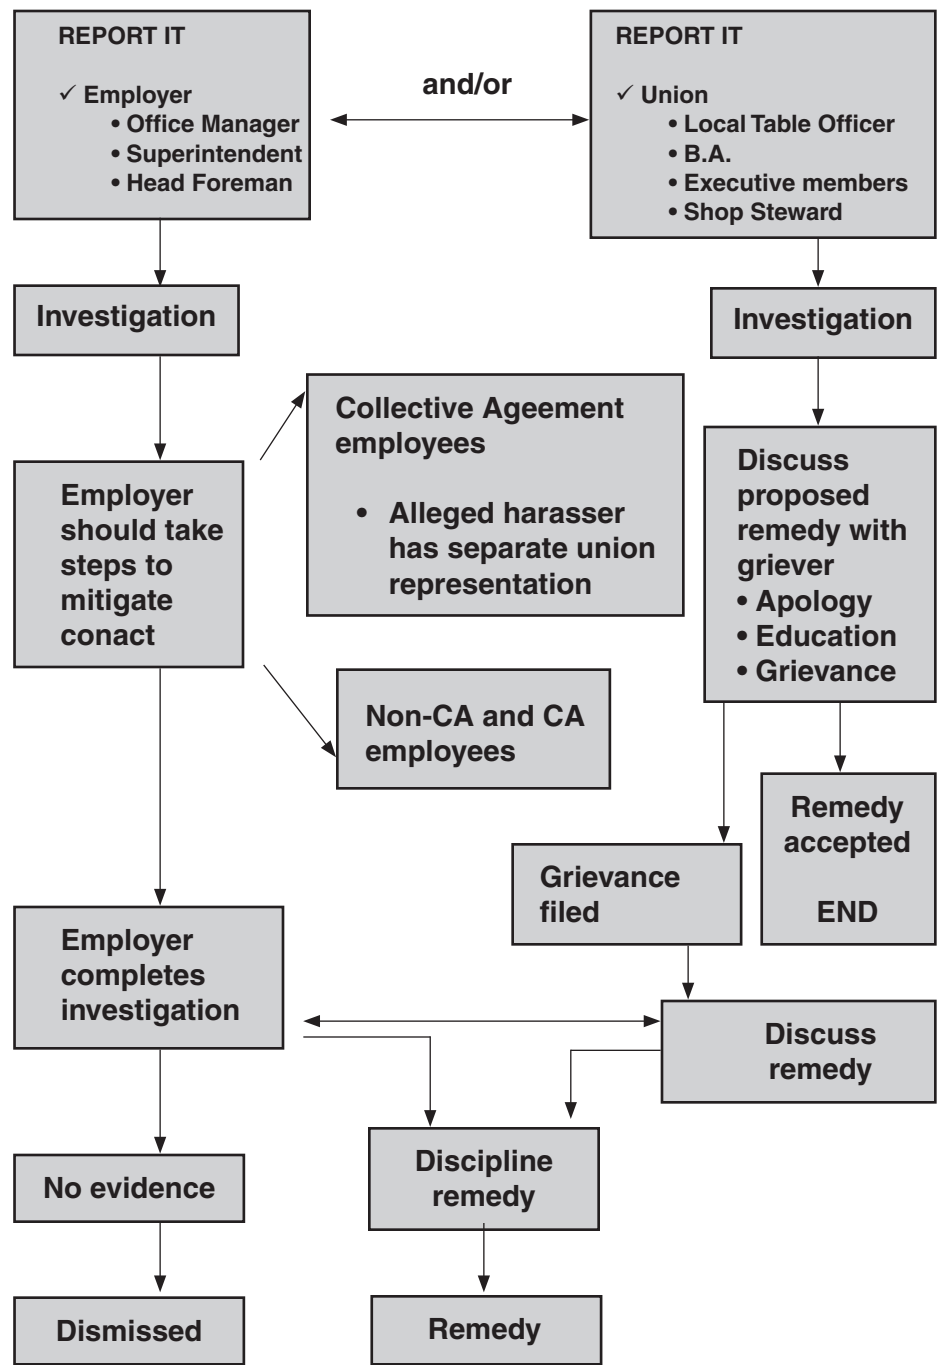 REPORT IT
✓ Employer
• Office Manager
• Superintendent
• Head Foreman
and/or
REPORT IT
✓ Union
• Local Table Officer
• B.A.
• Executive members
• Shop Steward
Investigation
Investigation
Collective Ageement
employees
• Alleged harasser
has separate union
representation
Employer
should take
steps to
mitigate
conact
Discuss
proposed
remedy with
griever
• Apology
• Education
• Grievance
Non-CA and CA
employees
Remedy
accepted
END
Grievance
filed
Employer
completes
investigation
Discuss
remedy
No evidence
Discipline
remedy
Dismissed
Remedy